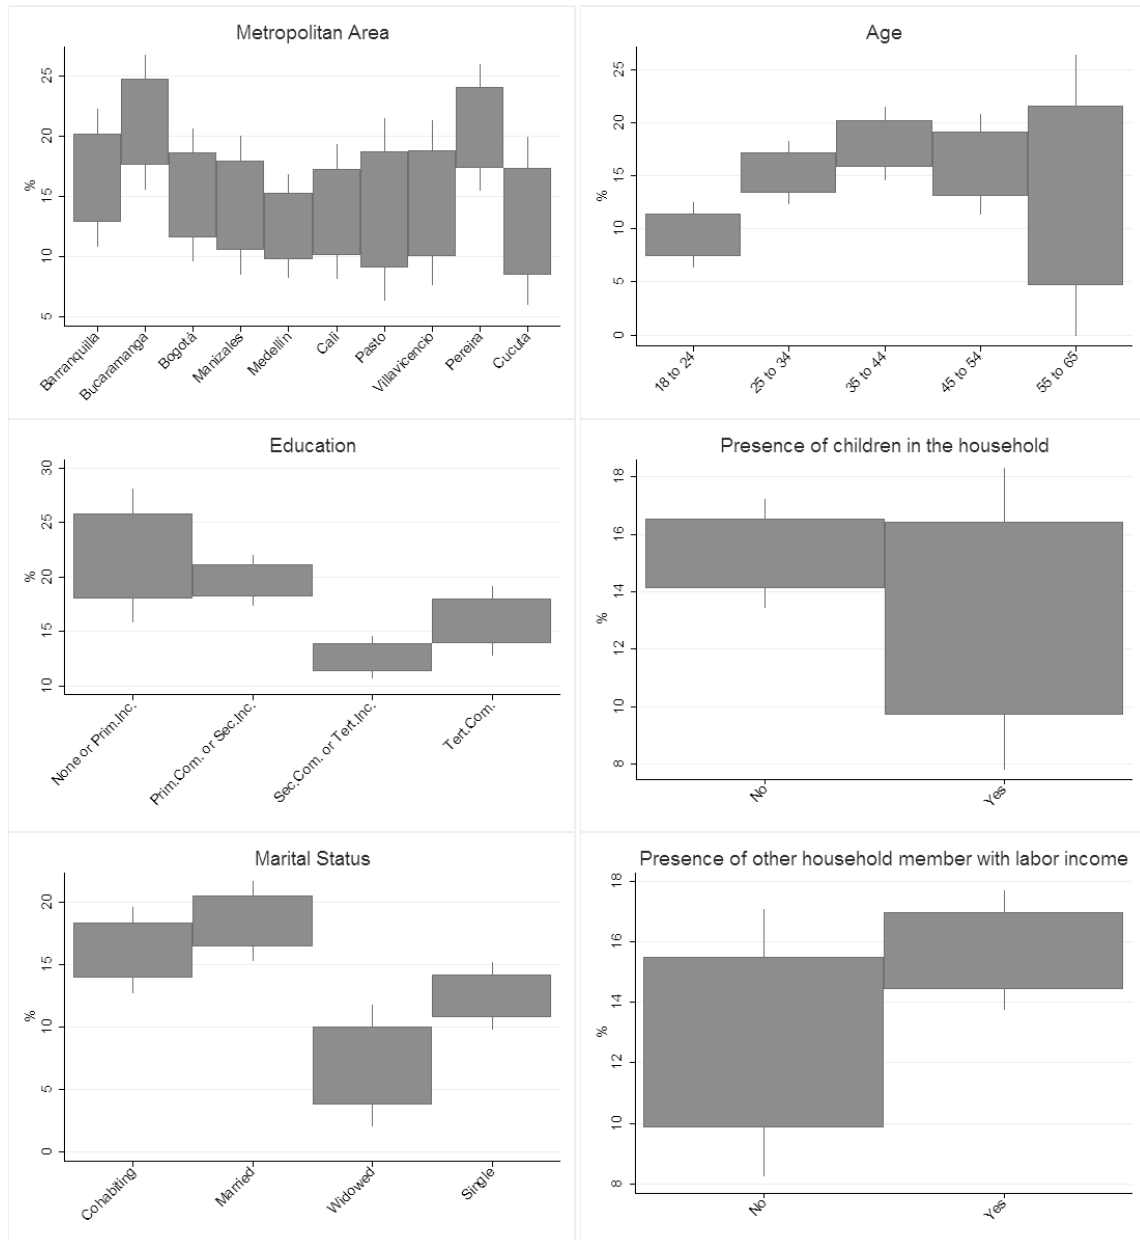 Metropolitan Area
25
20
15
10
5
%
Barranquilla
Bucaramanga
Bogotá
Manizales
Medellín
Cali
Pasto
Villavicencio
Pereira
Cucuta
Age
25
20
15
10
5
0
%
18 to 24
25 to 34
35 to 44
45 to 54
55 to 65
Education
30
25
20
15
10
%
None or Prim.Inc.
Prim.Com. or Sec.Inc.
Sec.Com. or Tert.Inc.
Tert.Com.
Presence of children in the household
18
16
14
12
10
8
%
No
Yes
Marital Status
20
15
10
5
0
%
Cohabiting
Married
Widowed
Single
Presence of other household member with labor income
18
16
14
12
10
8
%
No
Yes